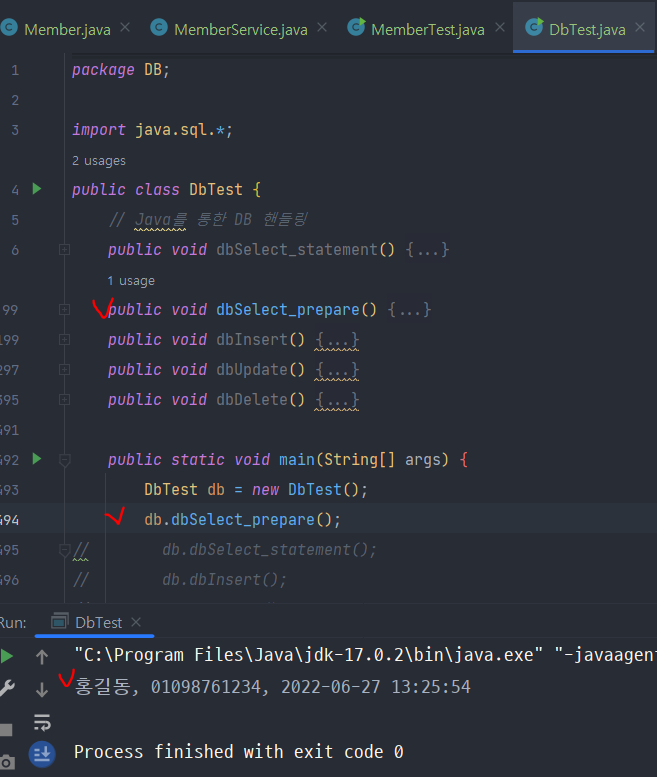 Member.java
MemberService.java
MemberTest.java
DbTest.java
1 package DB;
2
3 import java.sql.*;
2 usages
4 public class DbTest {
5 // Java를 통한 DB 핸들링
6 public void dbSelect_statement() {...}
1 usage
99 public void dbSelect_prepare() {...}
199 public void dbInsert() {...}
297 public void dbUpdate() {...}
395 public void dbDelete() {...}
491
492 public static void main(String[] args) {
493 DbTest db = new DbTest();
494 db.dbSelect_prepare();
495 // db.dbSelect_statement();
496 // db.dbInsert();
Run: DbTest
"C:\Program Files\Java\jdk-17.0.2\bin\java.exe" "-javaagent
홍길동, 01098761234, 2022-06-27 13:25:54
Process finished with exit code 0